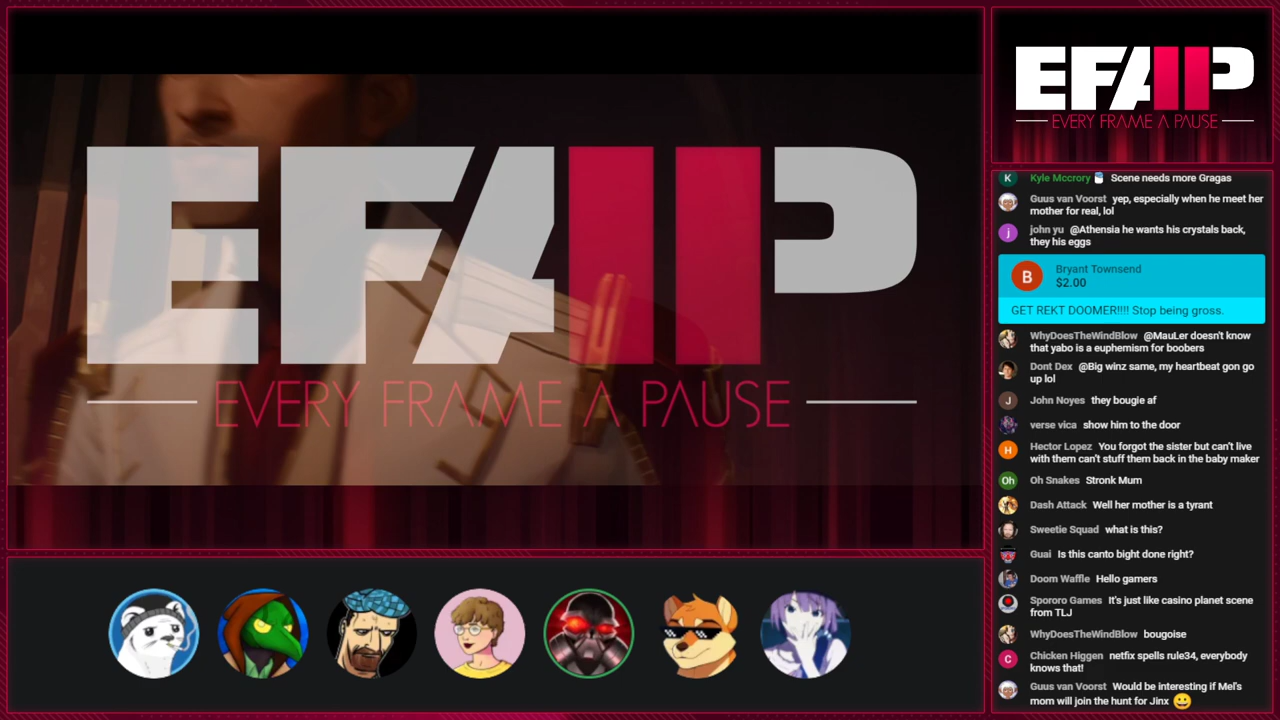 EFAP
EVERY FRAME A PAUSE
EFAP
EVERY FRAME A PAUSE
K Kyle Mccrory Scene needs more Gragas
Guus van Voorst yep, especially when he meet her
mother for real, lol
j john yu @Athensia he wants his crystals back,
they his eggs
B Bryant Townsend
$2.00
GET REKT DOOMER!!!! Stop being gross.
WhyDoesTheWindBlow @MauLer doesn't know
that yabo is a euphemism for boobers
Dont Dex @Big winz same, my heartbeat gon go
up lol
J John Noyes they bougie af
verse vica show him to the door
H Hector Lopez You forgot the sister but can't live
with them can't stuff them back in the baby maker
Oh Oh Snakes Stronk Mum
Dash Attack Well her mother is a tyrant
Sweetie Squad what is this?
Guai Is this canto bight done right?
Doom Waffle Hello gamers
Spororo Games It's just like casino planet scene
from TLJ
WhyDoesTheWindBlow bougoise
C Chicken Higgen netfix spells rule34, everybody
knows that!
Guus van Voorst Would be interesting if Mel's
mom will join the hunt for Jinx